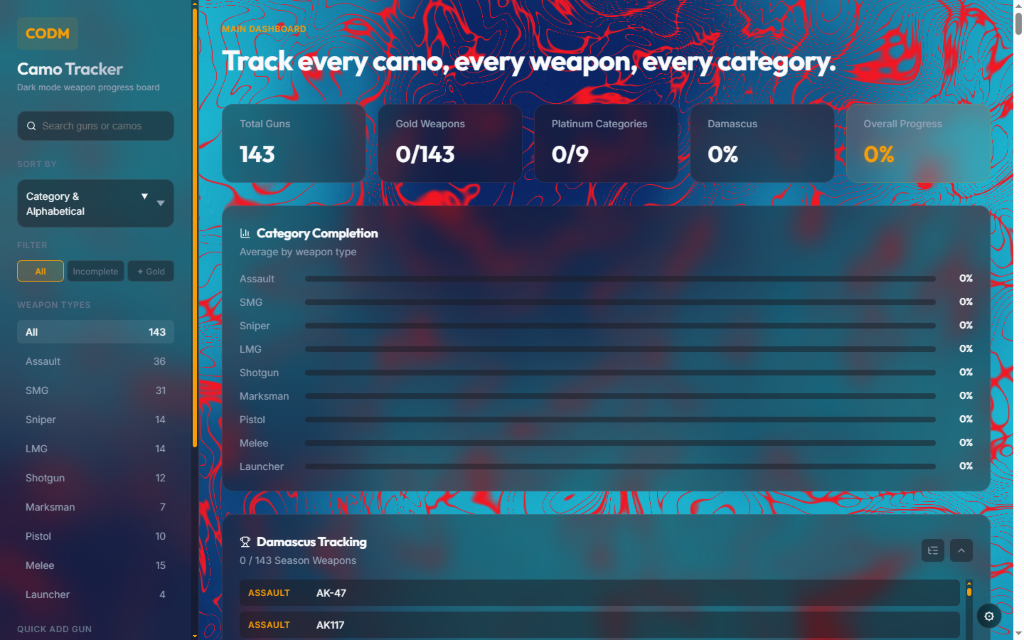 CODM
Camo Tracker
Dark mode weapon progress board
Search guns or camos
SORT BY
Category &
Alphabetical
FILTER
All
Incomplete
+ Gold
WEAPON TYPES
All 143
Assault 36
SMG 31
Sniper 14
LMG 14
Shotgun 12
Marksman 7
Pistol 10
Melee 15
Launcher 4
QUICK ADD GUN
MAIN DASHBOARD
Track every camo, every weapon, every category.
Total Guns
143
Gold Weapons
0/143
Platinum Categories
0/9
Damascus
0%
Overall Progress
0%
Category Completion
Average by weapon type
Assault 0%
SMG 0%
Sniper 0%
LMG 0%
Shotgun 0%
Marksman 0%
Pistol 0%
Melee 0%
Launcher 0%
Damascus Tracking
0 / 143 Season Weapons
ASSAULT AK-47
ASSAULT AK117